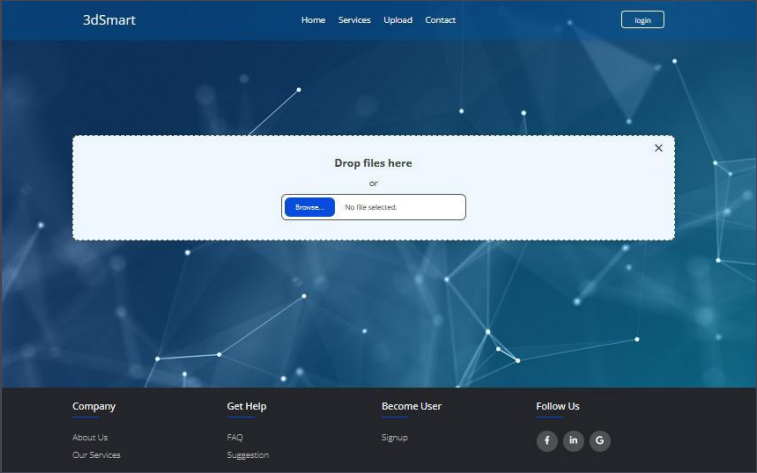 3dSmart Home Services Upload Contact login
Drop files here
or
Browse... No file selected.
Company Get Help Become User Follow Us
About Us FAQ Signup
Our Services Suggestion